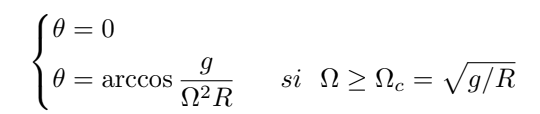 θ = 0
θ = arccos g/Ω²R si Ω ≥ Ω_c = √g/R